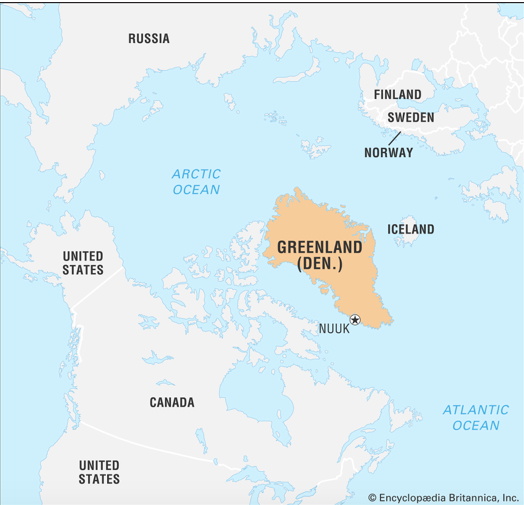 RUSSIA
FINLAND
SWEDEN
NORWAY
ARCTIC
OCEAN
ICELAND
GREENLAND
(DEN.)
UNITED
STATES
NUUK
CANADA
ATLANTIC
OCEAN
UNITED
STATES
© Encyclopædia Britannica, Inc.